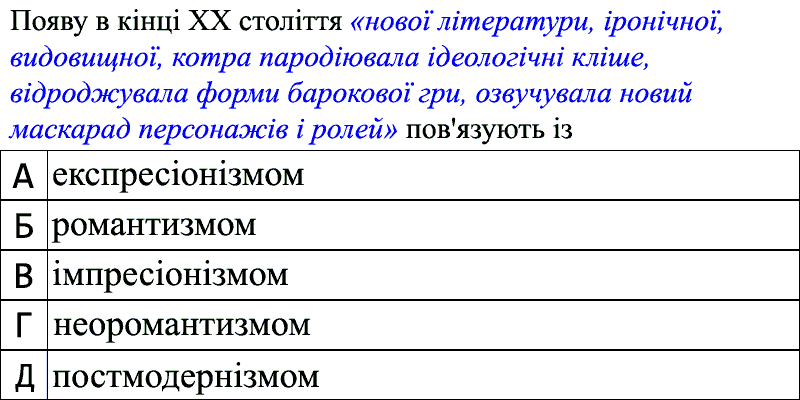 Появу в кінці ХХ століття «нової літератури, іронічної,
видовищної, котра пародіювала ідеологічні кліше,
відроджувала форми барокової гри, озвучувала новий
маскарад персонажів і ролей» пов'язують із
А експресіонізмом
Б романтизмом
В імпресіонізмом
Г неоромантизмом
Д постмодернізмом